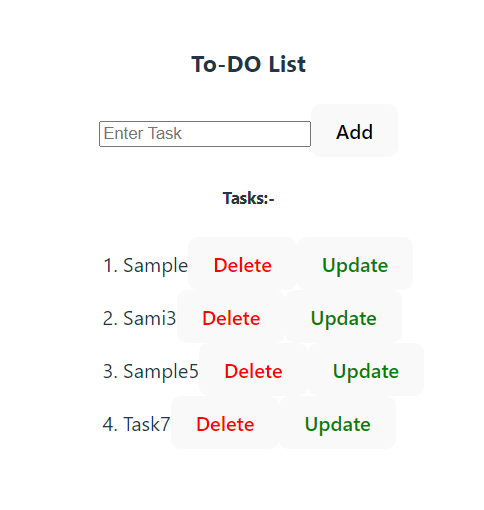 To-DO List
Enter Task Add
Tasks:-
1. Sample Delete Update
2. Sami3 Delete Update
3. Sample5 Delete Update
4. Task7 Delete Update